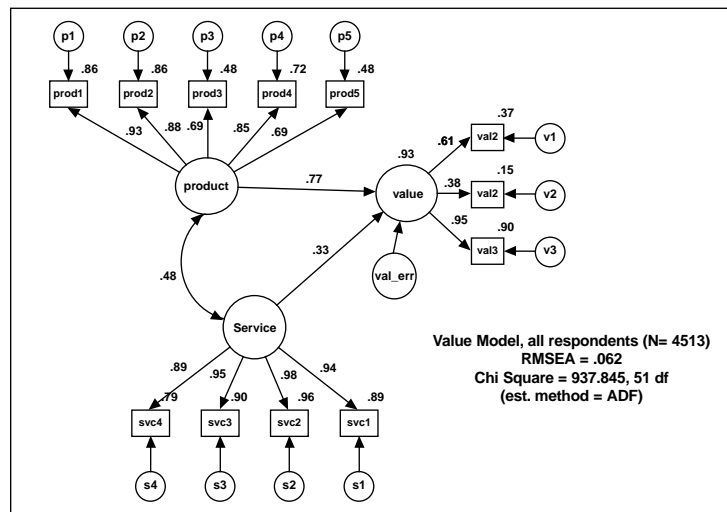 p1 p2 p3 p4 p5
.86 .86 .48 .72 .48
prod1 prod2 prod3 prod4 prod5
.93 .88 .69 .85 .69
product
.77
.93
value
.61 .37
val2 v1
.38 .15
val2 v2
.95 .90
val3 v3
val_err
.33
.48
Service
.89 .95 .98 .94
.79 .90 .96 .89
svc4 svc3 svc2 svc1
s4 s3 s2 s1
Value Model, all respondents (N= 4513)
RMSEA = .062
Chi Square = 937.845, 51 df
(est. method = ADF)